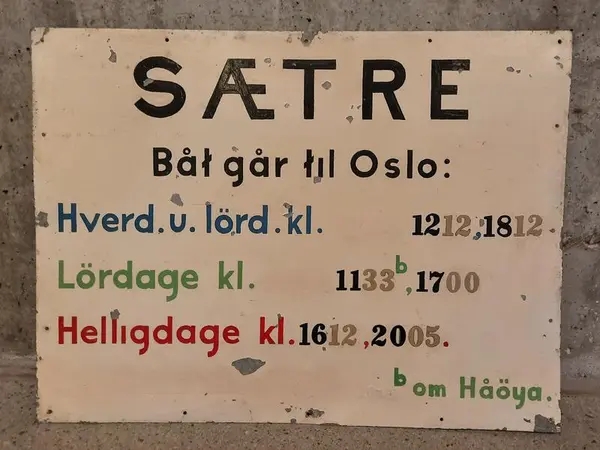 SÆTRE
Båt går til Oslo:
Hverd. u. lörd. kl. 1212, 1812.
Lördage kl. 1133ᵇ, 1700
Helligdage kl. 1612, 2005.
ᵇ om Håöya.